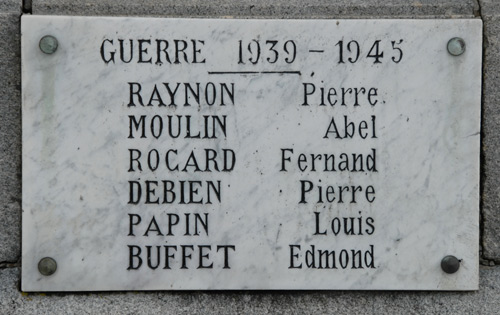 GUERRE 1939 - 1945
RAYNON Pierre
MOULIN Abel
ROCARD Fernand
DEBIEN Pierre
PAPIN Louis
BUFFET Edmond